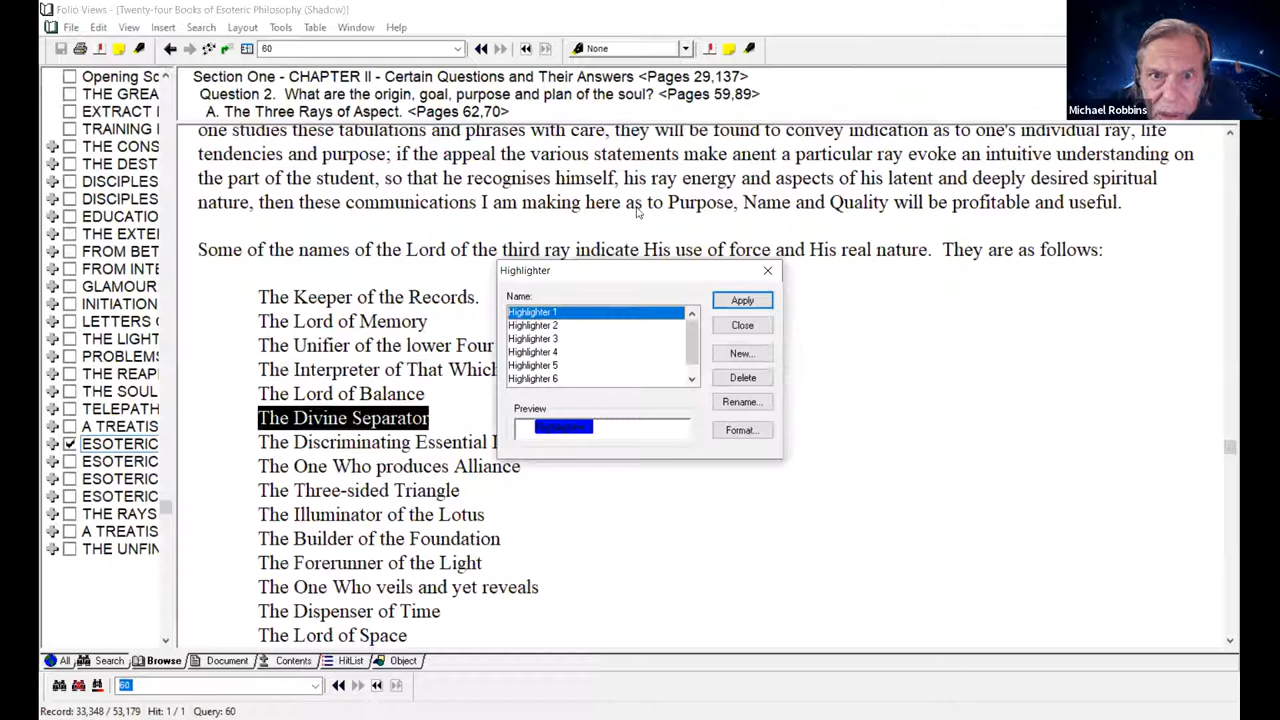 Folio Views - [Twenty-four Books of Esoteric Philosophy (Shadow)]
File Edit View Insert Search Layout Tools Table Window Help
60 None
Michael Robbins
Opening Sc
THE GREA
EXTRACT I
TRAINING I
THE CONS
THE DEST
DISCIPLES
DISCIPLES
EDUCATIO
THE EXTE
FROM BET
FROM INTE
GLAMOUR
INITIATION
LETTERS
THE LIGHT
PROBLEMS
THE REAP
THE SOUL
TELEPATH
A TREATIS
ESOTERIC
ESOTERIC
ESOTERIC
ESOTERIC
THE RAYS
A TREATIS
THE UNFIN
Section One - CHAPTER II - Certain Questions and Their Answers <Pages 29,137>
Question 2. What are the origin, goal, purpose and plan of the soul? <Pages 59,89>
A. The Three Rays of Aspect. <Pages 62,70>
one studies these tabulations and phrases with care, they will be found to convey indication as to one's individual ray, life
tendencies and purpose; if the appeal the various statements make anent a particular ray evoke an intuitive understanding on
the part of the student, so that he recognises himself, his ray energy and aspects of his latent and deeply desired spiritual
nature, then these communications I am making here as to Purpose, Name and Quality will be profitable and useful.
Some of the names of the Lord of the third ray indicate His use of force and His real nature. They are as follows:
The Keeper of the Records.
The Lord of Memory
The Unifier of the lower Four
The Interpreter of That Which
The Lord of Balance
The Divine Separator
The Discriminating Essential
The One Who produces Alliance
The Three-sided Triangle
The Illuminator of the Lotus
The Builder of the Foundation
The Forerunner of the Light
The One Who veils and yet reveals
The Dispenser of Time
The Lord of Space
Highlighter
Name:
Highlighter 1
Highlighter 2
Highlighter 3
Highlighter 4
Highlighter 5
Highlighter 6
Preview
Apply
Close
New...
Delete
Rename...
Format...
All Search Browse Document Contents HitList Object
60
Record: 33,348 / 53,179 Hit: 1 / 1 Query: 60